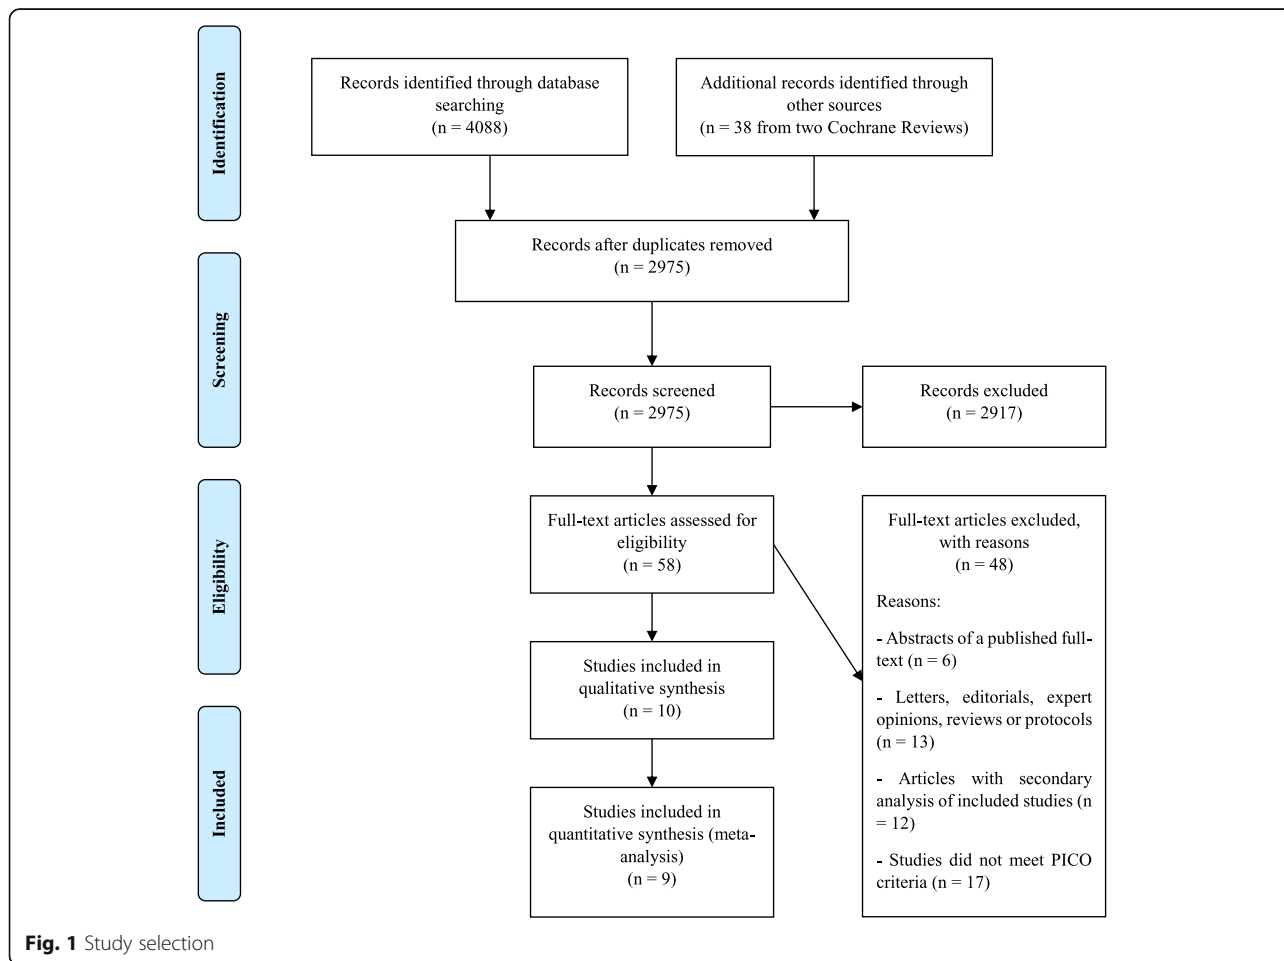 Identification
Records identified through database
searching
(n = 4088)
Additional records identified through
other sources
(n = 38 from two Cochrane Reviews)
Records after duplicates removed
(n = 2975)
Screening
Records screened
(n = 2975)
Records excluded
(n = 2917)
Eligibility
Full-text articles assessed for
eligibility
(n = 58)
Full-text articles excluded,
with reasons
(n = 48)
Reasons:
- Abstracts of a published full-
text (n = 6)
- Letters, editorials, expert
opinions, reviews or protocols
(n = 13)
- Articles with secondary
analysis of included studies (n
= 12)
- Studies did not meet PICO
criteria (n = 17)
Studies included in
qualitative synthesis
(n = 10)
Included
Studies included in
quantitative synthesis (meta-
analysis)
(n = 9)
Fig. 1 Study selection